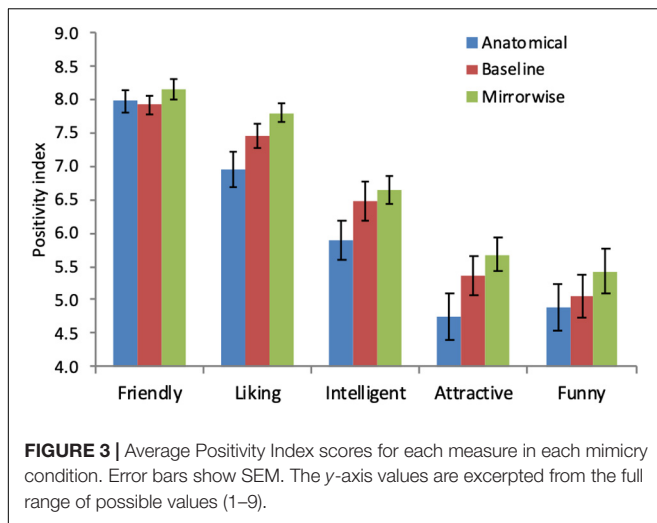 9.0
8.5
8.0
7.5
7.0
6.5
6.0
5.5
5.0
4.5
4.0
Positivity index
Anatomical
Baseline
Mirrorwise
Friendly Liking Intelligent Attractive Funny
FIGURE 3 | Average Positivity Index scores for each measure in each mimicry
condition. Error bars show SEM. The y-axis values are excerpted from the full
range of possible values (1–9).